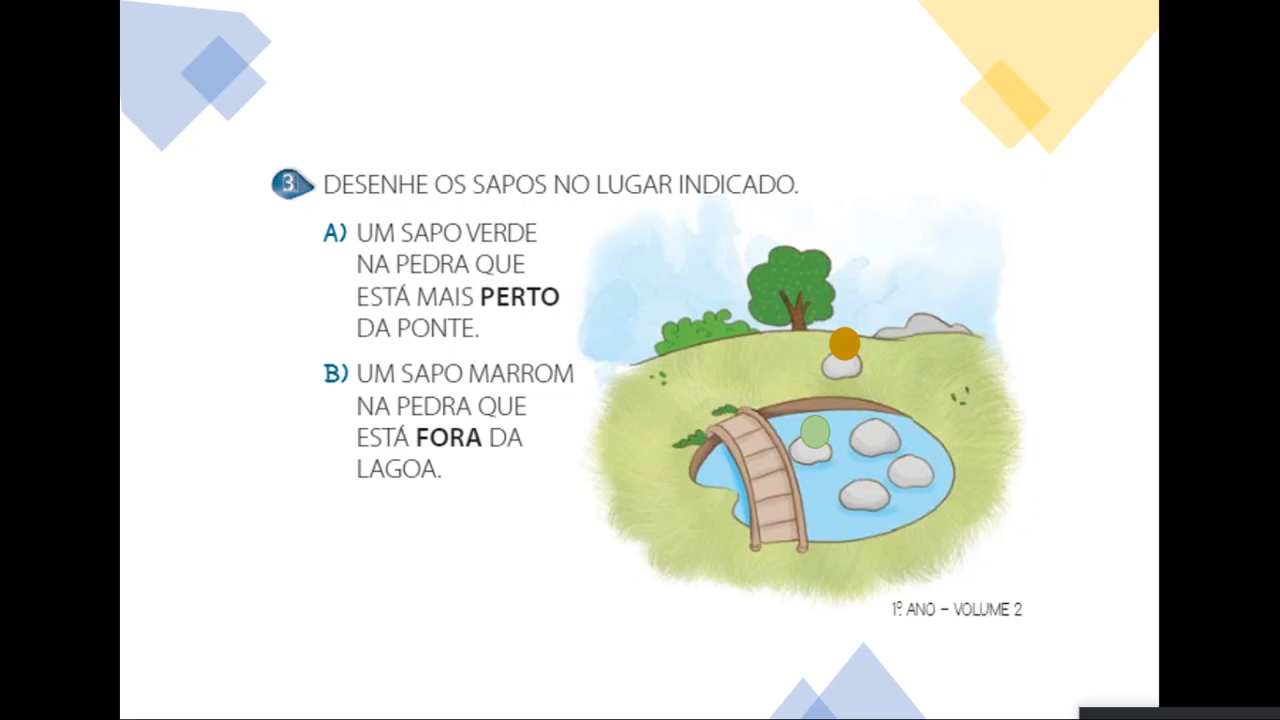 3 DESENHE OS SAPOS NO LUGAR INDICADO.
A) UM SAPO VERDE
NA PEDRA QUE
ESTÁ MAIS PERTO
DA PONTE.
B) UM SAPO MARROM
NA PEDRA QUE
ESTÁ FORA DA
LAGOA.
1º ANO – VOLUME 2